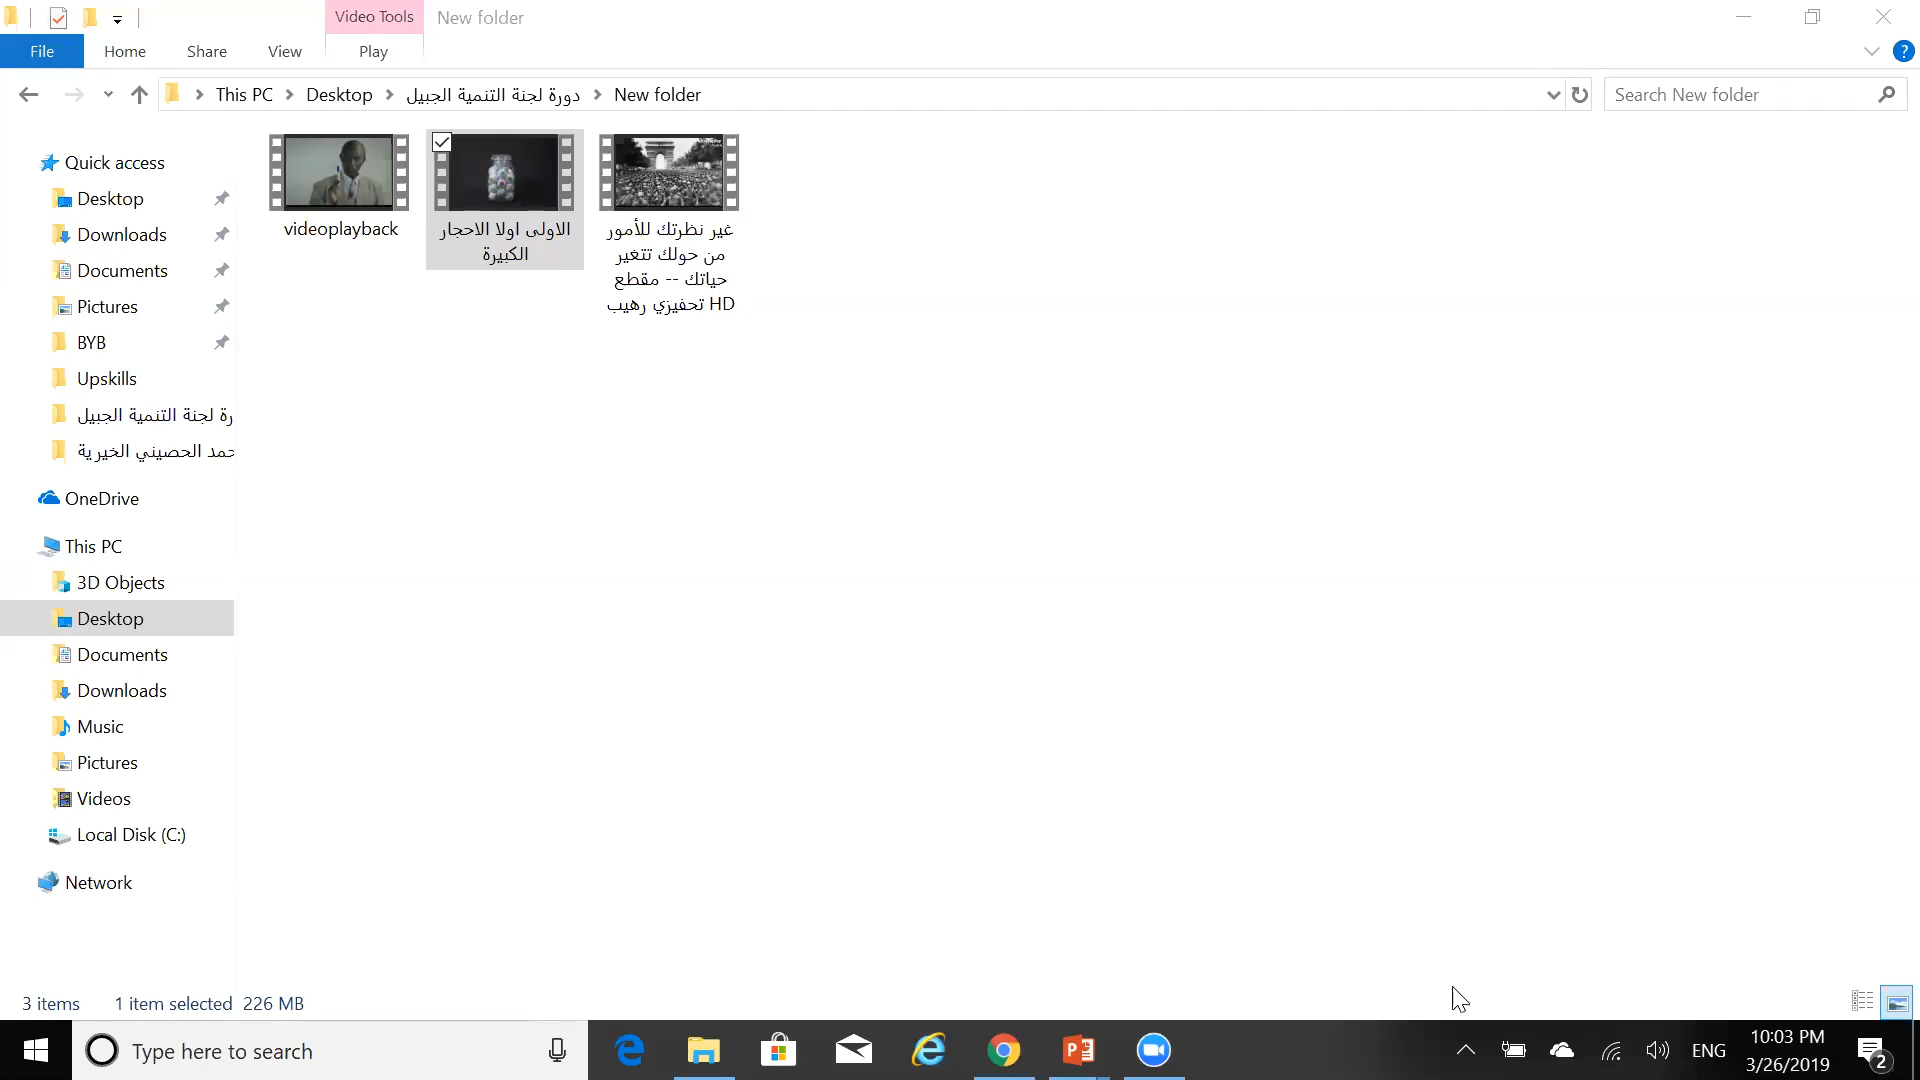 Video Tools
New folder
File
Home
Share
View
Play
?
This PC
Desktop
دورة لجنة التنمية الجبيل
New folder
Search New folder
Quick access
Desktop
Downloads
Documents
Pictures
BYB
Upskills
رة لجنة التنمية الجبيل
حمد الحصيني الخيرية
OneDrive
This PC
3D Objects
Desktop
Documents
Downloads
Music
Pictures
Videos
Local Disk (C:)
Network
videoplayback
الاولى اولا الاحجار
الكبيرة
غير نظرتك للأمور
من حولك تتغير
حياتك -- مقطع
تحفيزي رهيب HD
3 items
1 item selected 226 MB
Type here to search
ENG
10:03 PM
3/26/2019
2